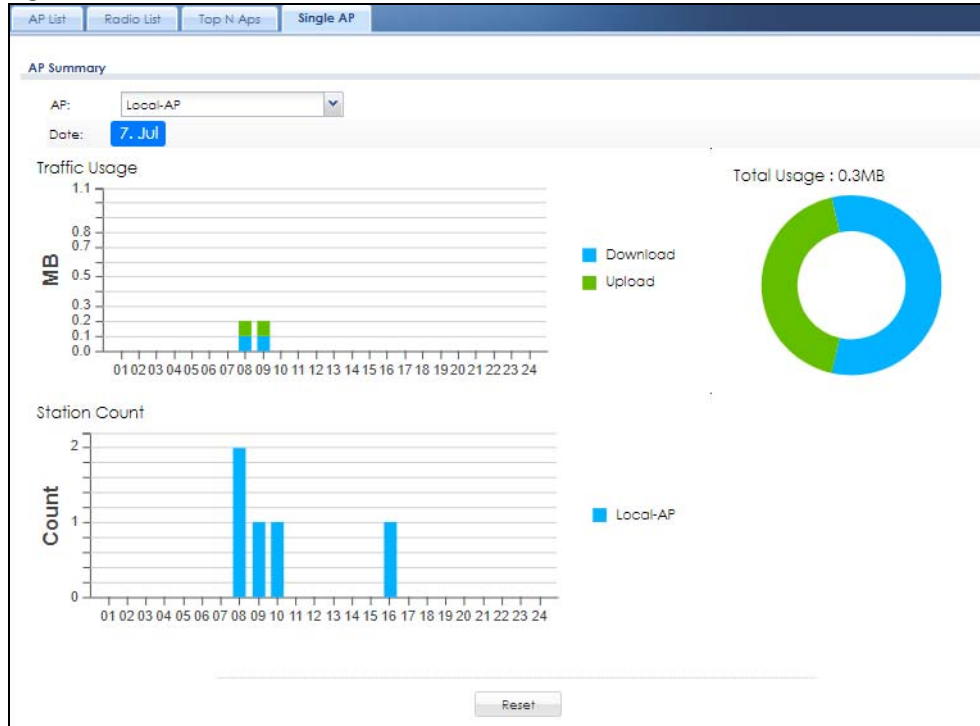 AP List Radio List Top N Aps Single AP
AP Summary
AP: Local-AP
Date: 7. Jul
Traffic Usage
Total Usage : 0.3MB
1.1
0.8
0.7
0.5
0.3
0.2
0.1
0.0
MB
01 02 03 04 05 06 07 08 09 10 11 12 13 14 15 16 17 18 19 20 21 22 23 24
Download
Upload
Station Count
2
1
0
Count
01 02 03 04 05 06 07 08 09 10 11 12 13 14 15 16 17 18 19 20 21 22 23 24
Local-AP
Reset